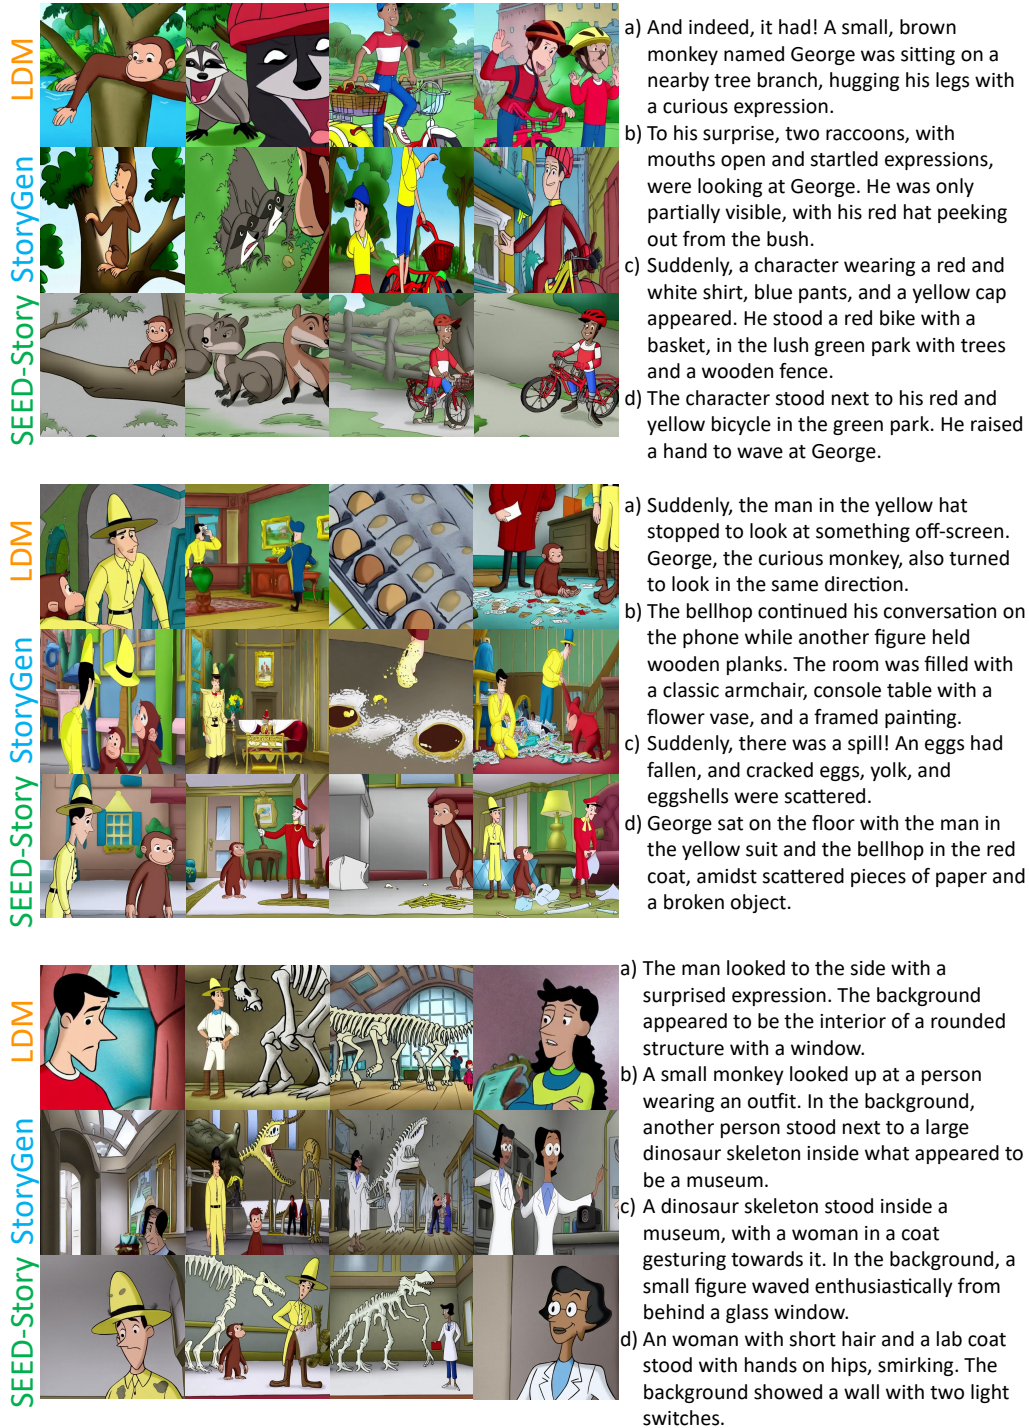 LDM
StoryGen
SEED-Story
a) And indeed, it had! A small, brown
monkey named George was sitting on a
nearby tree branch, hugging his legs with
a curious expression.
b) To his surprise, two raccoons, with
mouths open and startled expressions,
were looking at George. He was only
partially visible, with his red hat peeking
out from the bush.
c) Suddenly, a character wearing a red and
white shirt, blue pants, and a yellow cap
appeared. He stood a red bike with a
basket, in the lush green park with trees
and a wooden fence.
d) The character stood next to his red and
yellow bicycle in the green park. He raised
a hand to wave at George.
LDM
StoryGen
SEED-Story
a) Suddenly, the man in the yellow hat
stopped to look at something off-screen.
George, the curious monkey, also turned
to look in the same direction.
b) The bellhop continued his conversation on
the phone while another figure held
wooden planks. The room was filled with
a classic armchair, console table with a
flower vase, and a framed painting.
c) Suddenly, there was a spill! An eggs had
fallen, and cracked eggs, yolk, and
eggshells were scattered.
d) George sat on the floor with the man in
the yellow suit and the bellhop in the red
coat, amidst scattered pieces of paper and
a broken object.
LDM
StoryGen
SEED-Story
a) The man looked to the side with a
surprised expression. The background
appeared to be the interior of a rounded
structure with a window.
b) A small monkey looked up at a person
wearing an outfit. In the background,
another person stood next to a large
dinosaur skeleton inside what appeared to
be a museum.
c) A dinosaur skeleton stood inside a
museum, with a woman in a coat
gesturing towards it. In the background, a
small figure waved enthusiastically from
behind a glass window.
d) An woman with short hair and a lab coat
stood with hands on hips, smirking. The
background showed a wall with two light
switches.